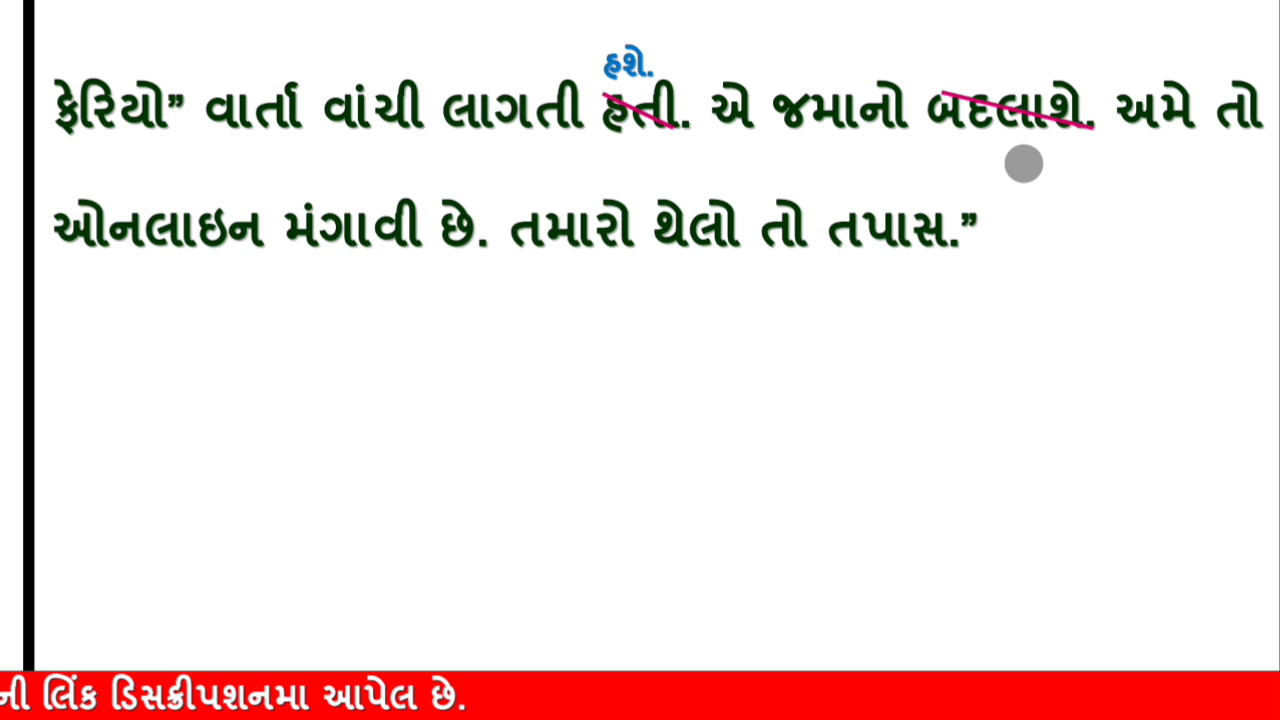 હશે.
ફેરિયો” વાર્તા વાંચી લાગતી હતી. એ જમાનો બદલાશે. અમે તો
ઓનલાઇન મંગાવી છે. તમારો થેલો તો તપાસ.”
ની લિંક ડિસક્રીપશનમા આપેલ છે.